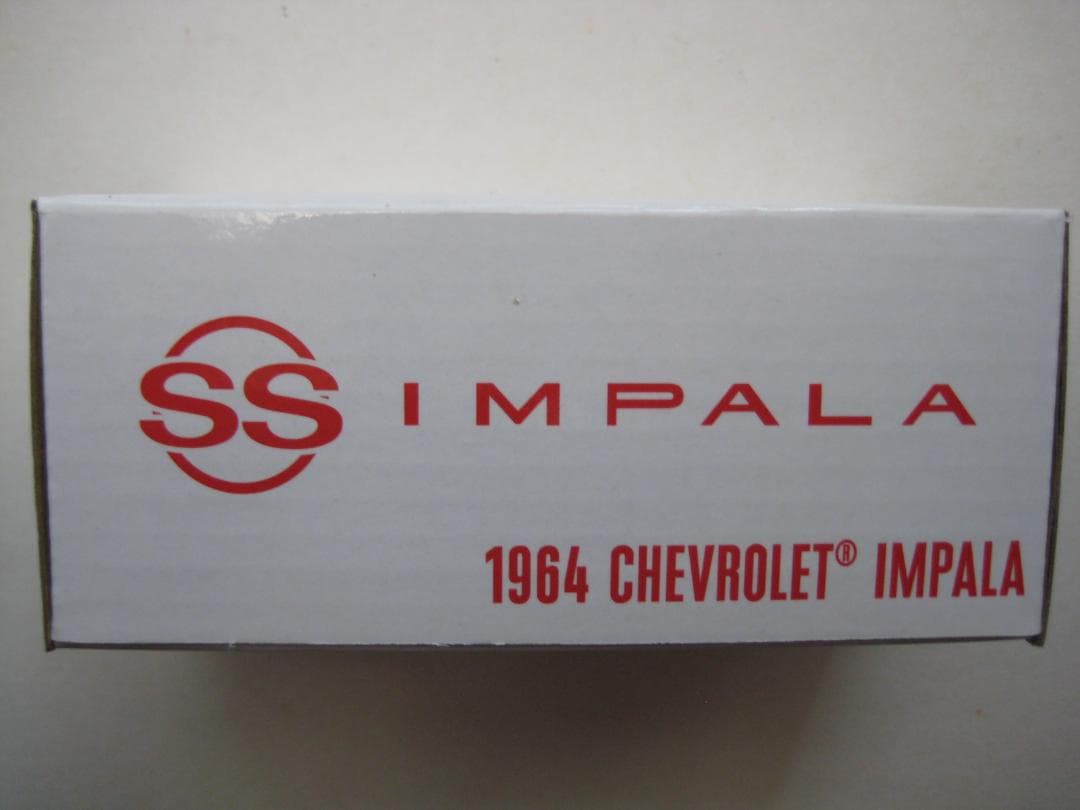 SS IMPALA
1964 CHEVROLET® IMPALA